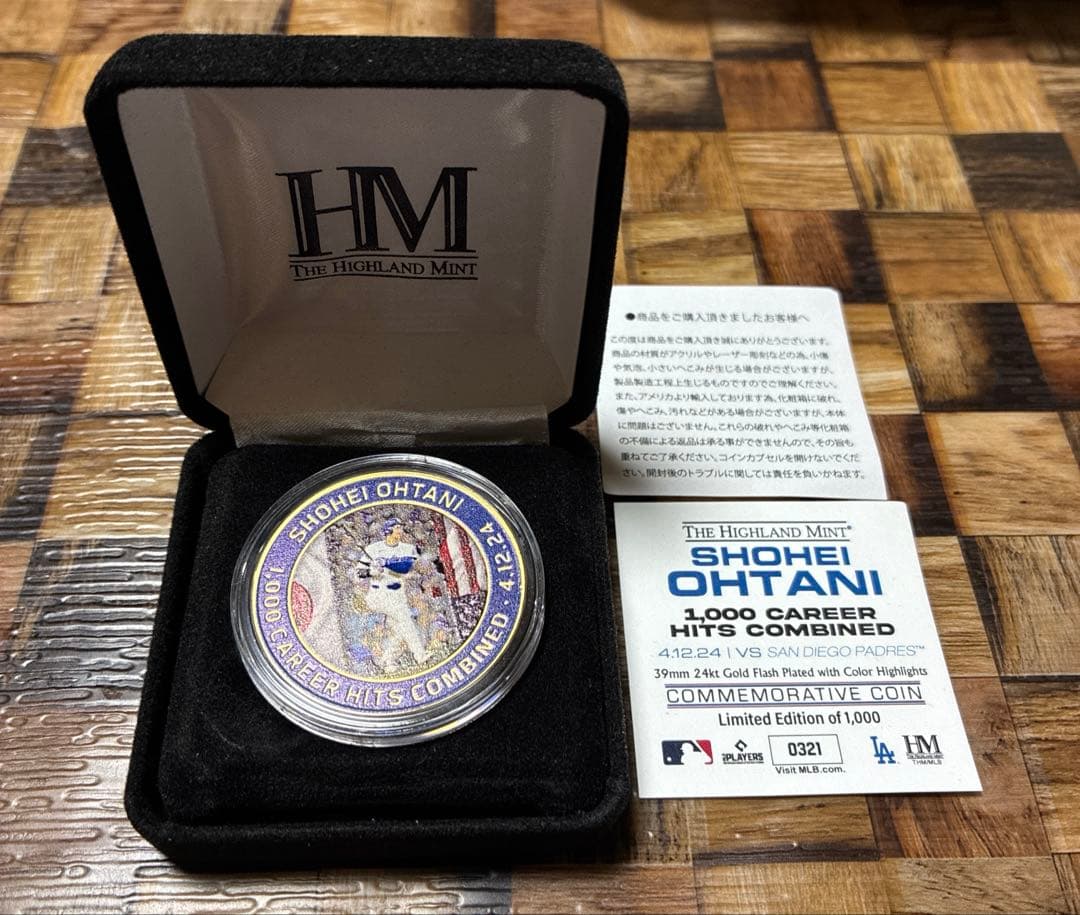 HM
THE HIGHLAND MINT
SHOHEI OHTANI
1,000 CAREER HITS COMBINED · 4.12.24
●商品をご購入頂きましたお客様へ
この度は商品をご購入頂き誠にありがとうございます。
商品の材質がアクリルやレーザー彫刻などの為、小傷
や気泡、小さいへこみが生じる場合がございますが、
製品製造工程上生じるものですのでご理解ください。
また、アメリカより輸入しております為、化粧箱に破れ、
傷やへこみ、汚れなどがある場合がございますが、本体
に問題はございません。これらの破れやへこみ等化粧箱
の不備による返品は承る事ができませんので、その旨も
重ねてご了承ください。コインカプセルを開けないでくだ
さい。開封後のトラブルに関しては責任を負いかねます。
THE HIGHLAND MINT®
SHOHEI
OHTANI
1,000 CAREER
HITS COMBINED
4.12.24 | VS SAN DIEGO PADRES™
39mm 24kt Gold Flash Plated with Color Highlights
COMMEMORATIVE COIN
Limited Edition of 1,000
PLAYERS
0321
LA
HM
THE HIGHLAND MINT
THM/MLB
Visit MLB.com.